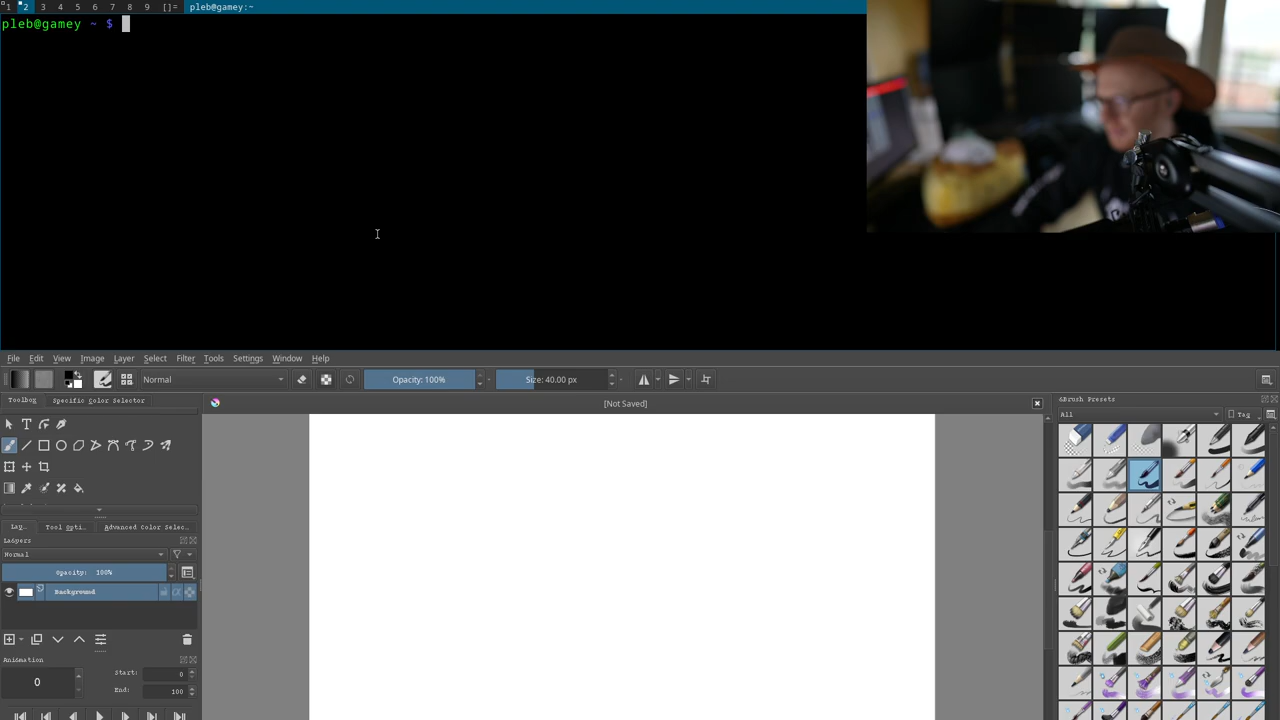 1 2 3 4 5 6 7 8 9 []= pleb@gamey:~
pleb@gamey ~ $
File Edit View Image Layer Select Filter Tools Settings Window Help
Normal
Opacity: 100%
Size: 40.00 px
Toolbox Specific Color Selector
[Not Saved]
Brush Presets
All
Tag
Lay... Tool Opti... Advanced Color Selec...
Layers
Normal
Opacity: 100%
Background
Animation
0
Start: 0
End: 100